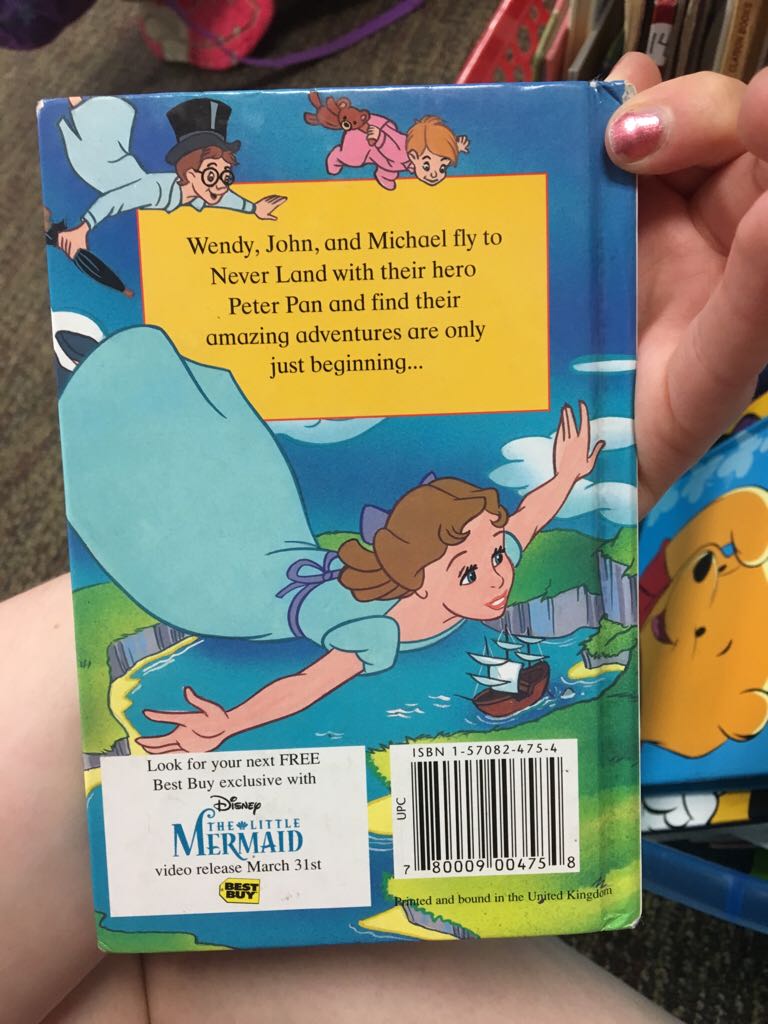 Wendy, John, and Michael fly to
Never Land with their hero
Peter Pan and find their
amazing adventures are only
just beginning...
Look for your next FREE
Best Buy exclusive with
Disney
THE LITTLE
MERMAID
video release March 31st
BEST
BUY
ISBN 1-57082-475-4
UPC
7 80009 00475 8
Printed and bound in the United Kingdom